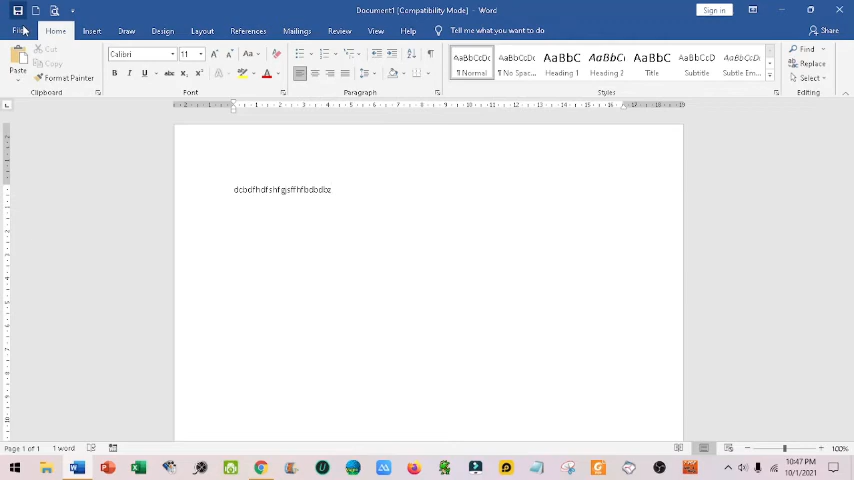 Document1 [Compatibility Mode] - Word
Sign in
File
Home
Insert
Draw
Design
Layout
References
Mailings
Review
View
Help
Tell me what you want to do
Share
Paste
Cut
Copy
Format Painter
Clipboard
Calibri
11
Font
Paragraph
AaBbCcDc
¶ Normal
AaBbCcDc
¶ No Spac...
AaBbC
Heading 1
AaBbCc
Heading 2
AaBbC
Title
AaBbCcD
Subtitle
AaBbCcDc
Subtle Em...
Styles
Find
Replace
Select
Editing
dcbdfhdfshfgjsffhfbdbdbz
Page 1 of 1
1 word
100%
10:47 PM
10/1/2021